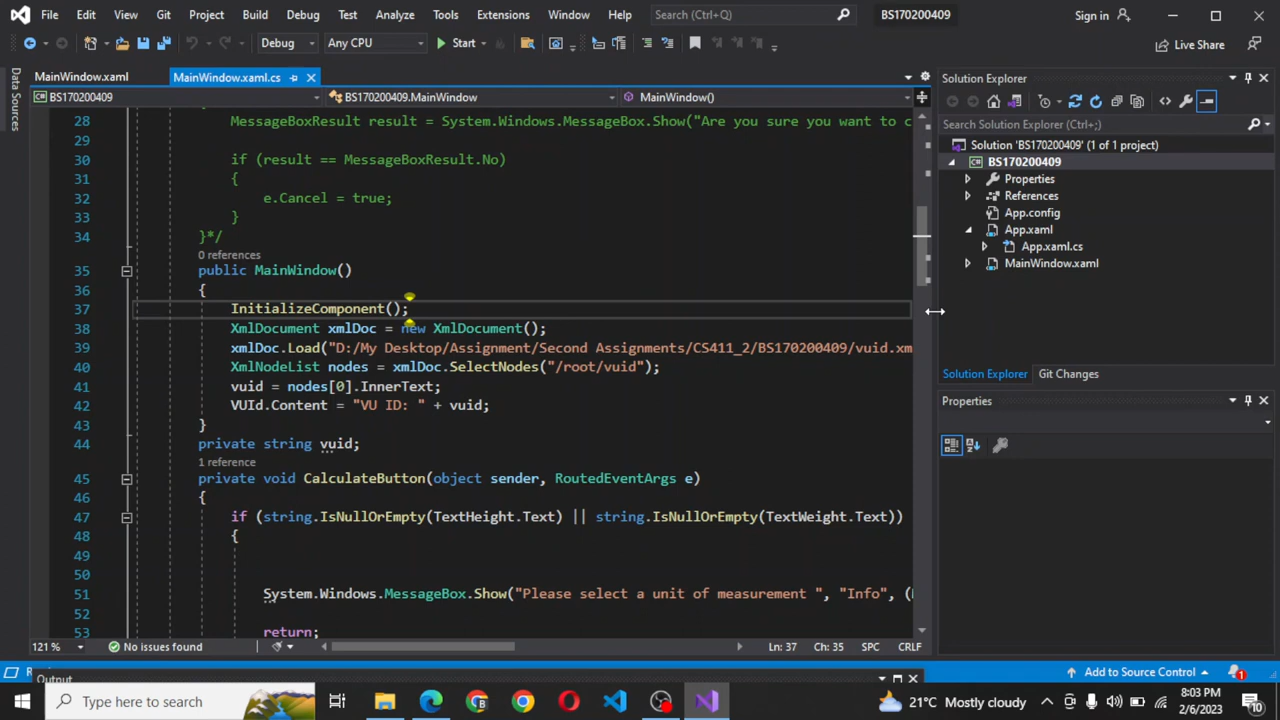 File Edit View Git Project Build Debug Test Analyze Tools Extensions Window Help Search (Ctrl+Q) BS170200409 Sign in
Debug Any CPU Start Live Share
Data Sources
MainWindow.xaml MainWindow.xaml.cs
BS170200409 BS170200409.MainWindow MainWindow()
28 MessageBoxResult result = System.Windows.MessageBox.Show("Are you sure you want to c
29
30 if (result == MessageBoxResult.No)
31 {
32 e.Cancel = true;
33 }
34 }*/
0 references
35 public MainWindow()
36 {
37 InitializeComponent();
38 XmlDocument xmlDoc = new XmlDocument();
39 xmlDoc.Load("D:/My Desktop/Assignment/Second Assignments/CS411_2/BS170200409/vuid.xm
40 XmlNodeList nodes = xmlDoc.SelectNodes("/root/vuid");
41 vuid = nodes[0].InnerText;
42 VUId.Content = "VU ID: " + vuid;
43 }
44 private string vuid;
1 reference
45 private void CalculateButton(object sender, RoutedEventArgs e)
46 {
47 if (string.IsNullOrEmpty(TextHeight.Text) || string.IsNullOrEmpty(TextWeight.Text))
48 {
49
50
51 System.Windows.MessageBox.Show("Please select a unit of measurement ", "Info", (
52
53 return;
121 % No issues found Ln: 37 Ch: 35 SPC CRLF
Output
Solution Explorer
Search Solution Explorer (Ctrl+;)
Solution 'BS170200409' (1 of 1 project)
BS170200409
Properties
References
App.config
App.xaml
App.xaml.cs
MainWindow.xaml
Solution Explorer Git Changes
Properties
Add to Source Control 1
Type here to search 21°C Mostly cloudy 8:03 PM
2/6/2023 10